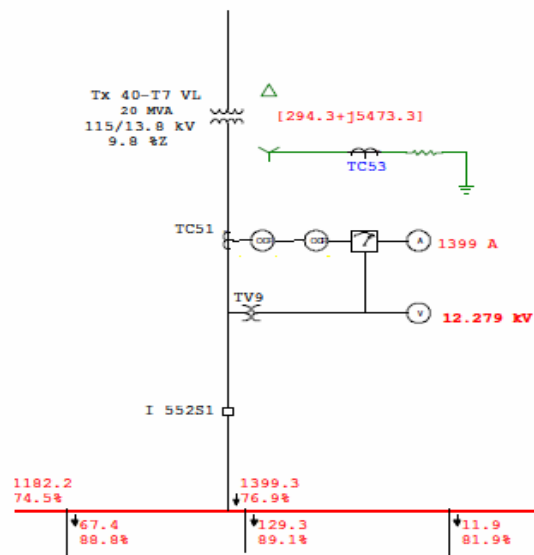 Tx 40-T7 VL
20 MVA
115/13.8 kV
9.8 %Z
[294.3+j5473.3]
TC53
TC51
A
1399 A
TV9
V
12.279 kV
I 552S1
1182.2
74.5%
1399.3
76.9%
67.4
88.8%
129.3
89.1%
11.9
81.9%